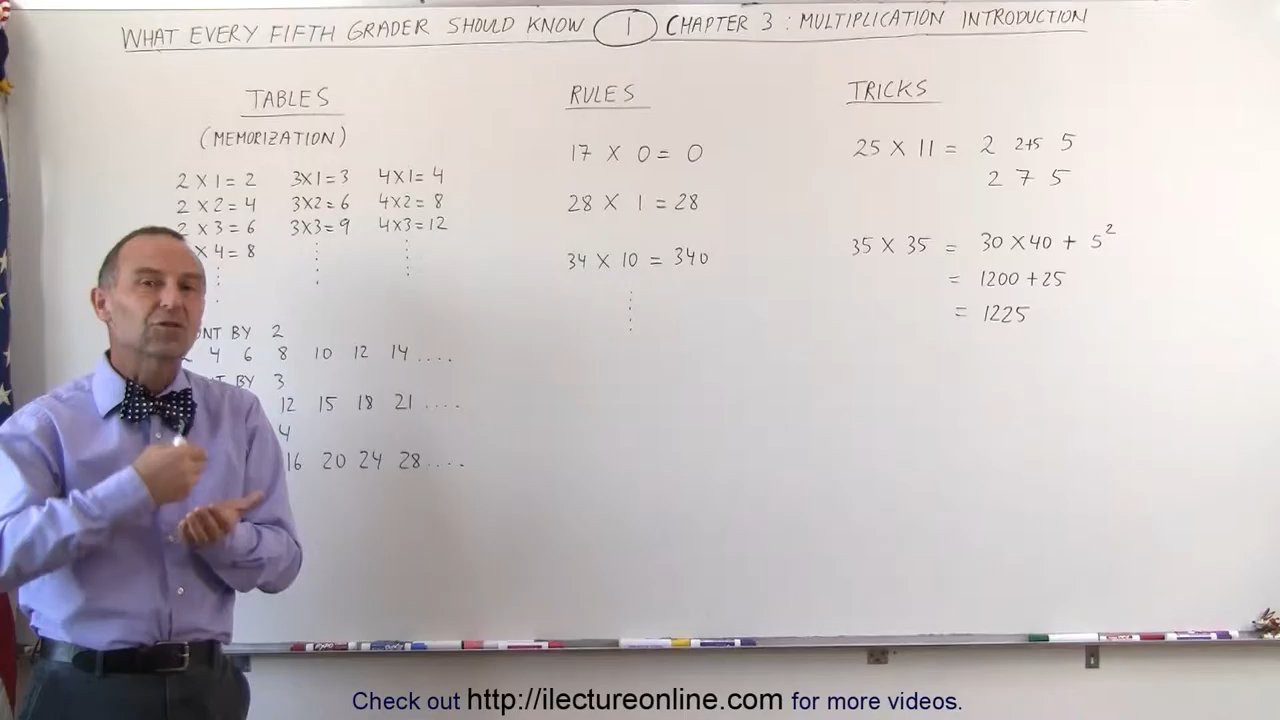 WHAT EVERY FIFTH GRADER SHOULD KNOW 1 CHAPTER 3 : MULTIPLICATION INTRODUCTION
TABLES
(MEMORIZATION)
2 X 1 = 2 3X1=3 4X1=4
2 X 2 = 4 3X2=6 4X2=8
2 X 3 = 6 3X3=9 4X3=12
X 4 = 8
BY 2
4 6 8 10 12 14 ....
BY 3
12 15 18 21 ....
4
16 20 24 28 ....
RULES
17 X 0 = 0
28 X 1 = 28
34 X 10 = 340
TRICKS
25 X 11 = 2 2+5 5
2 7 5
35 X 35 = 30 X 40 + 5²
= 1200 + 25
= 1225
EXPO
Check out http://ilectureonline.com for more videos.